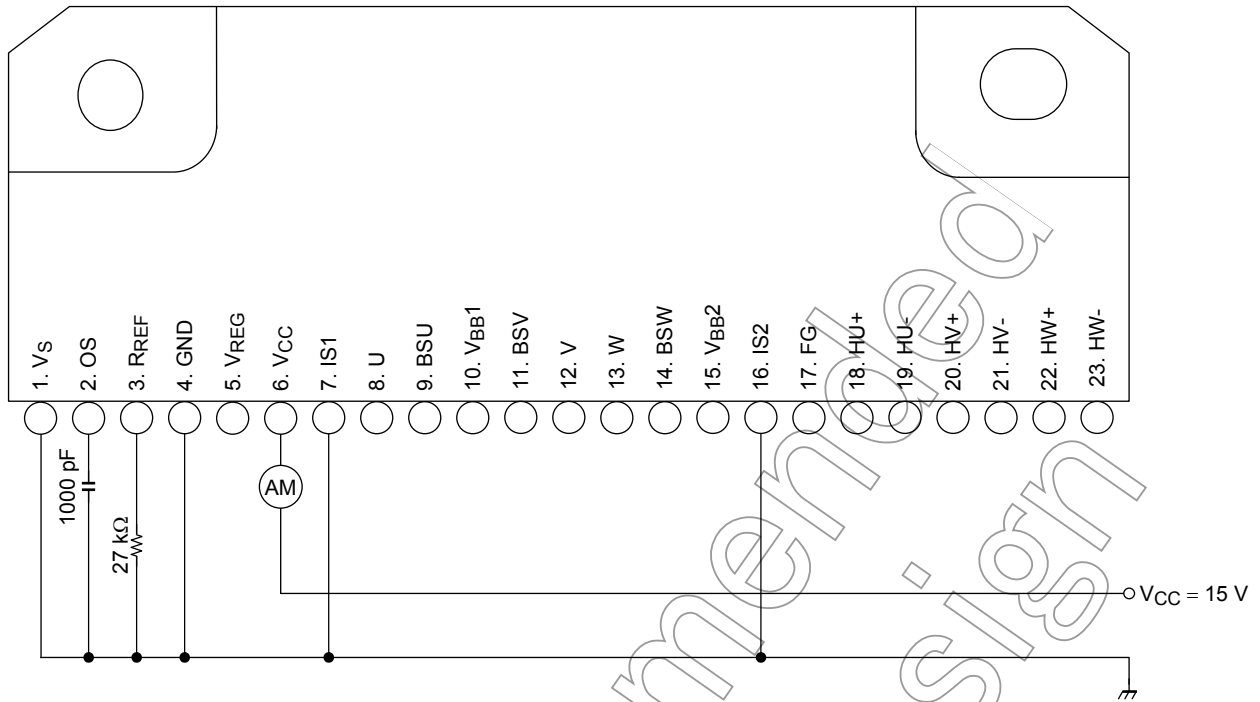 1. VS
2. OS
3. RREF
4. GND
5. VREG
6. VCC
7. IS1
8. U
9. BSU
10. VBB1
11. BSV
12. V
13. W
14. BSW
15. VBB2
16. IS2
17. FG
18. HU+
19. HU-
20. HV+
21. HV-
22. HW+
23. HW-
1000 pF
27 kΩ
AM
VCC = 15 V
mended
sign